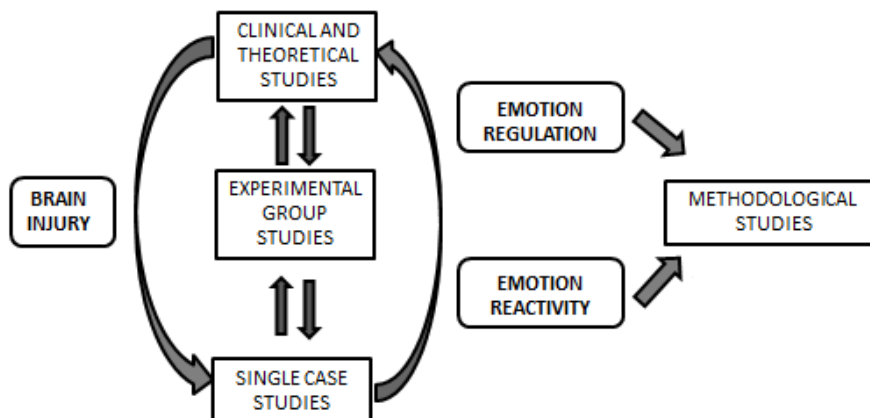 CLINICAL AND
THEORETICAL
STUDIES
EMOTION
REGULATION
BRAIN
INJURY
EXPERIMENTAL
GROUP
STUDIES
METHODOLOGICAL
STUDIES
EMOTION
REACTIVITY
SINGLE CASE
STUDIES